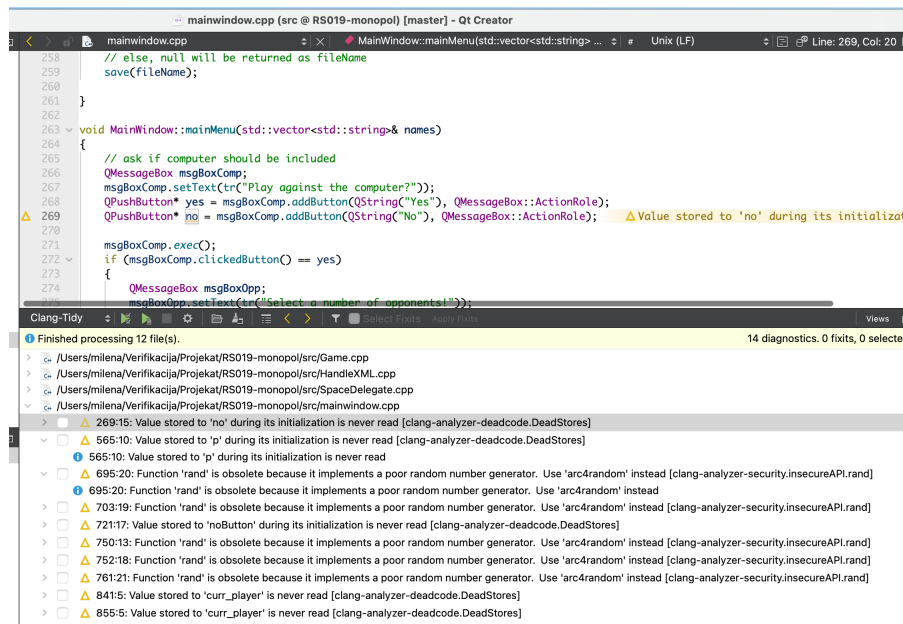 mainwindow.cpp (src @ RS019-monopol) [master] - Qt Creator
mainwindow.cpp MainWindow::mainMenu(std::vector<std::string> ... # Unix (LF) Line: 269, Col: 20
258 // else, null will be returned as fileName
259 save(fileName);
260
261 }
262
263 void MainWindow::mainMenu(std::vector<std::string>& names)
264 {
265 // ask if computer should be included
266 QMessageBox msgBoxComp;
267 msgBoxComp.setText(tr("Play against the computer?"));
268 QPushButton* yes = msgBoxComp.addButton(QString("Yes"), QMessageBox::ActionRole);
269 QPushButton* no = msgBoxComp.addButton(QString("No"), QMessageBox::ActionRole); Value stored to 'no' during its initializat
270
271 msgBoxComp.exec();
272 if (msgBoxComp.clickedButton() == yes)
273 {
274 QMessageBox msgBoxOpp;
275 msgBoxOpp.setText(tr("Select a number of opponents!"));
Clang-Tidy Select Fixits Apply Fixits Views
Finished processing 12 file(s). 14 diagnostics. 0 fixits, 0 selecte
/Users/milena/Verifikacija/Projekat/RS019-monopol/src/Game.cpp
/Users/milena/Verifikacija/Projekat/RS019-monopol/src/HandleXML.cpp
/Users/milena/Verifikacija/Projekat/RS019-monopol/src/SpaceDelegate.cpp
/Users/milena/Verifikacija/Projekat/RS019-monopol/src/mainwindow.cpp
269:15: Value stored to 'no' during its initialization is never read [clang-analyzer-deadcode.DeadStores]
565:10: Value stored to 'p' during its initialization is never read [clang-analyzer-deadcode.DeadStores]
565:10: Value stored to 'p' during its initialization is never read
695:20: Function 'rand' is obsolete because it implements a poor random number generator. Use 'arc4random' instead [clang-analyzer-security.insecureAPI.rand]
695:20: Function 'rand' is obsolete because it implements a poor random number generator. Use 'arc4random' instead
703:19: Function 'rand' is obsolete because it implements a poor random number generator. Use 'arc4random' instead [clang-analyzer-security.insecureAPI.rand]
721:17: Value stored to 'noButton' during its initialization is never read [clang-analyzer-deadcode.DeadStores]
750:13: Function 'rand' is obsolete because it implements a poor random number generator. Use 'arc4random' instead [clang-analyzer-security.insecureAPI.rand]
752:18: Function 'rand' is obsolete because it implements a poor random number generator. Use 'arc4random' instead [clang-analyzer-security.insecureAPI.rand]
761:21: Function 'rand' is obsolete because it implements a poor random number generator. Use 'arc4random' instead [clang-analyzer-security.insecureAPI.rand]
841:5: Value stored to 'curr_player' is never read [clang-analyzer-deadcode.DeadStores]
855:5: Value stored to 'curr_player' is never read [clang-analyzer-deadcode.DeadStores]